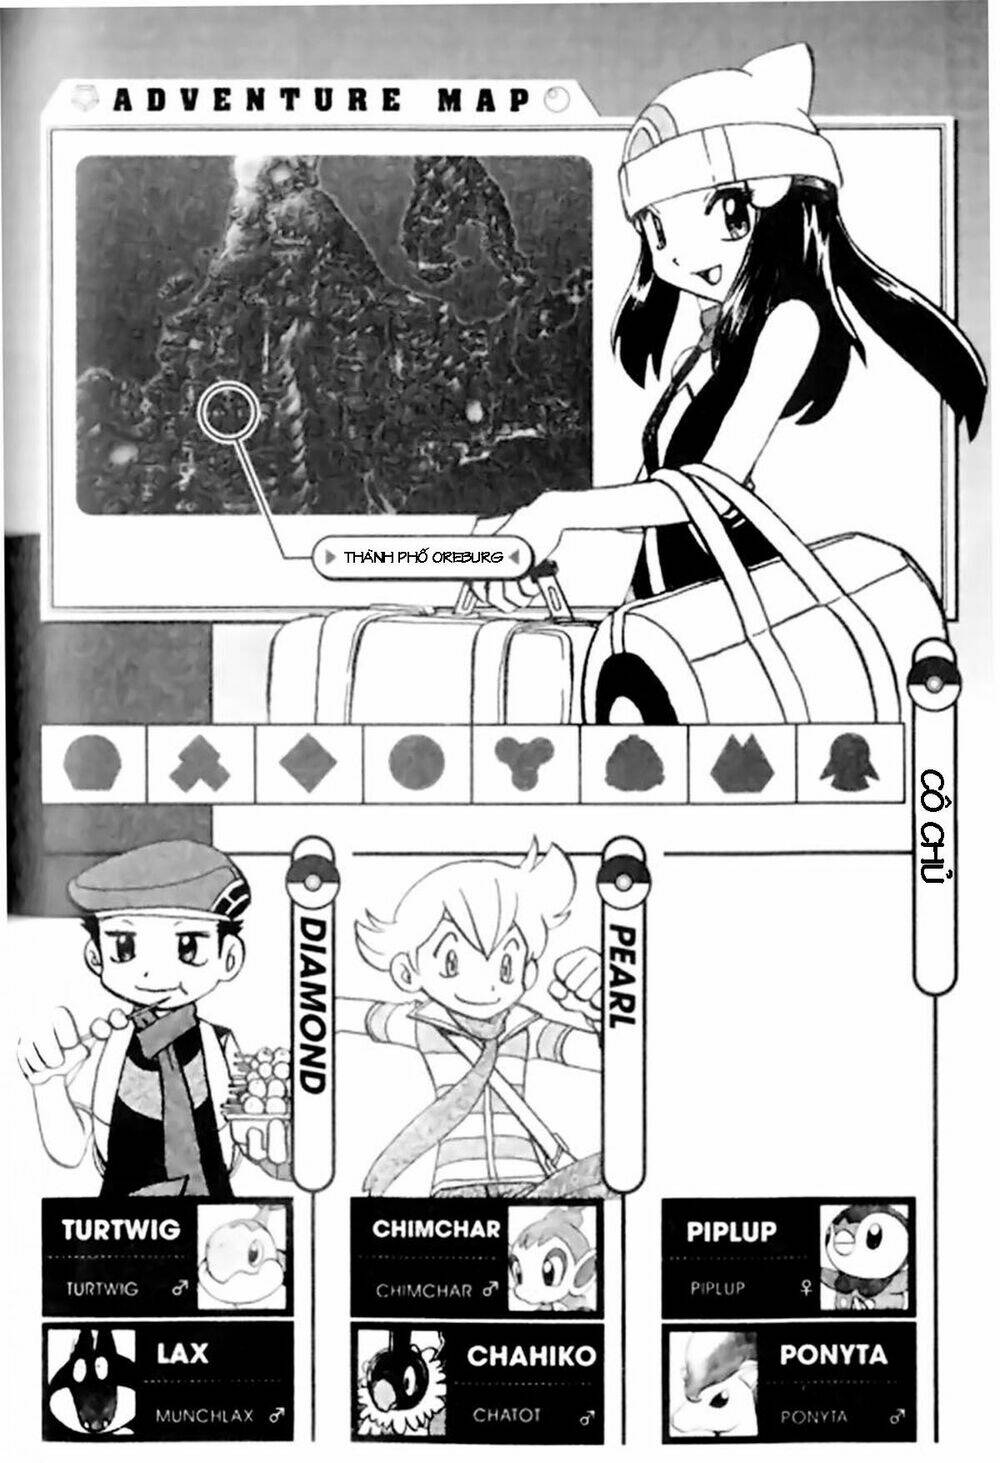 ADVENTURE MAP
THÀNH PHỐ OREBURG
CÔ CHỦ
DIAMOND
PEARL
TURTWIG
TURTWIG ♂
CHIMCHAR
CHIMCHAR ♂
PIPLUP
PIPLUP ♀
LAX
MUNCHLAX ♂
CHAHIKO
CHATOT ♂
PONYTA
PONYTA ♂